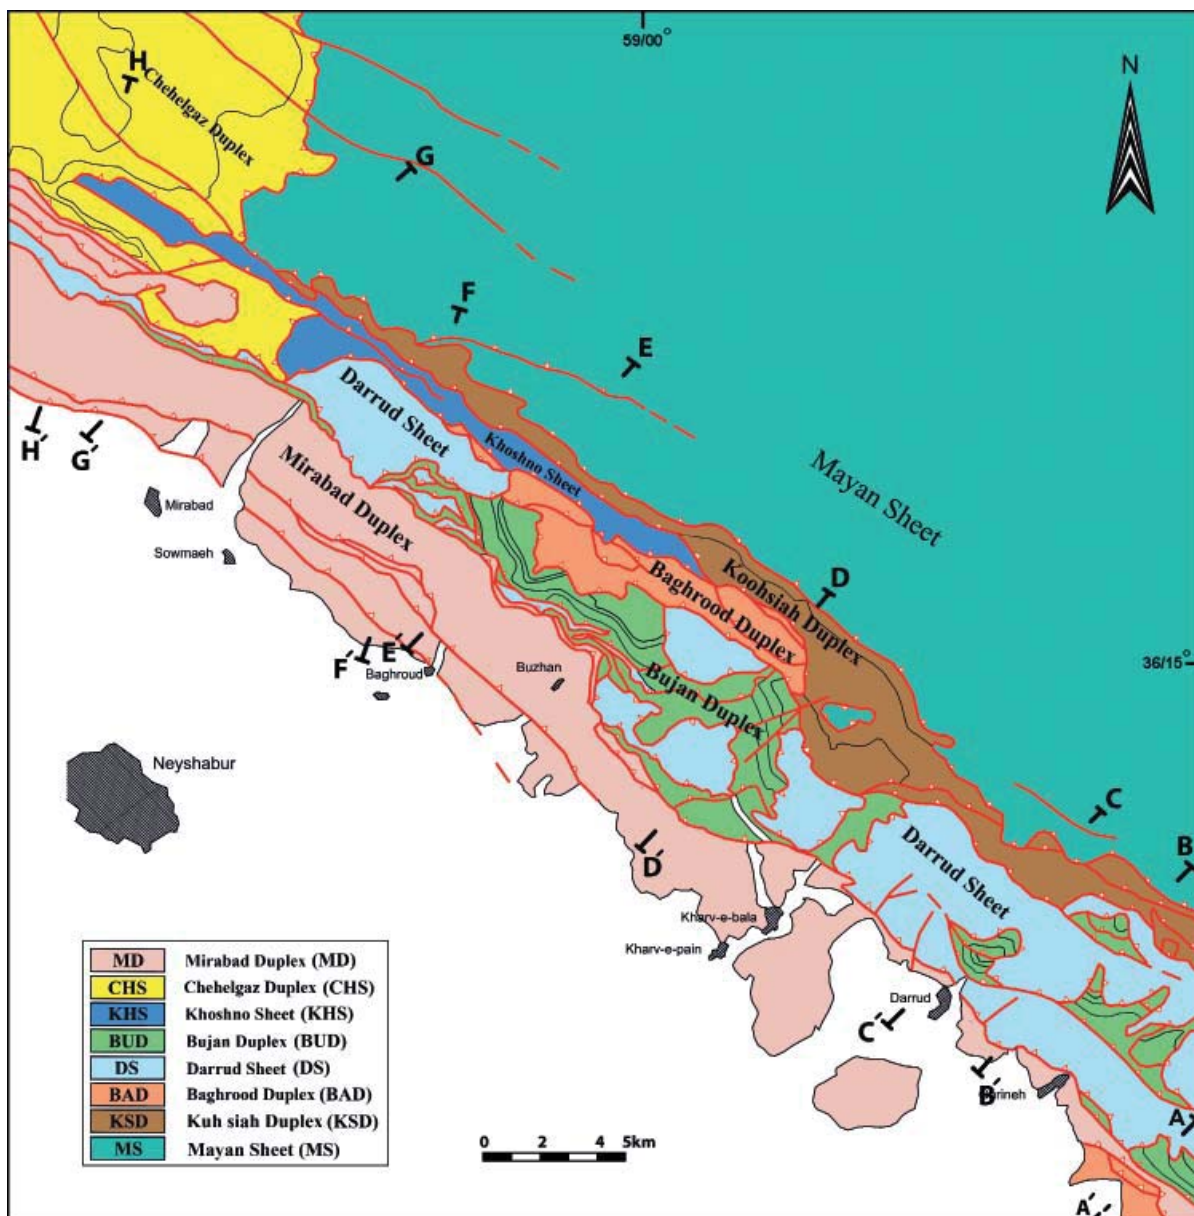 59/00°
N
H
Chehelgaz Duplex
G
F
E
Darrud Sheet
Khoshno Sheet
Mayan Sheet
H'
G'
Mirabad Duplex
Mirabad
Sowmaeh
Baghrood Duplex
Koohsiah Duplex
D
F'
E'
Baghroud
Buzhan
Bujan Duplex
36/15°
Neyshabur
C
B
D'
Darrud Sheet
Kharv-e-bala
Kharv-e-pain
Darrud
C'
B'
A
A'
MD Mirabad Duplex (MD)
CHS Chehelgaz Duplex (CHS)
KHS Khoshno Sheet (KHS)
BUD Bujan Duplex (BUD)
DS Darrud Sheet (DS)
BAD Baghrood Duplex (BAD)
KSD Kuh siah Duplex (KSD)
MS Mayan Sheet (MS)
0 2 4 5km